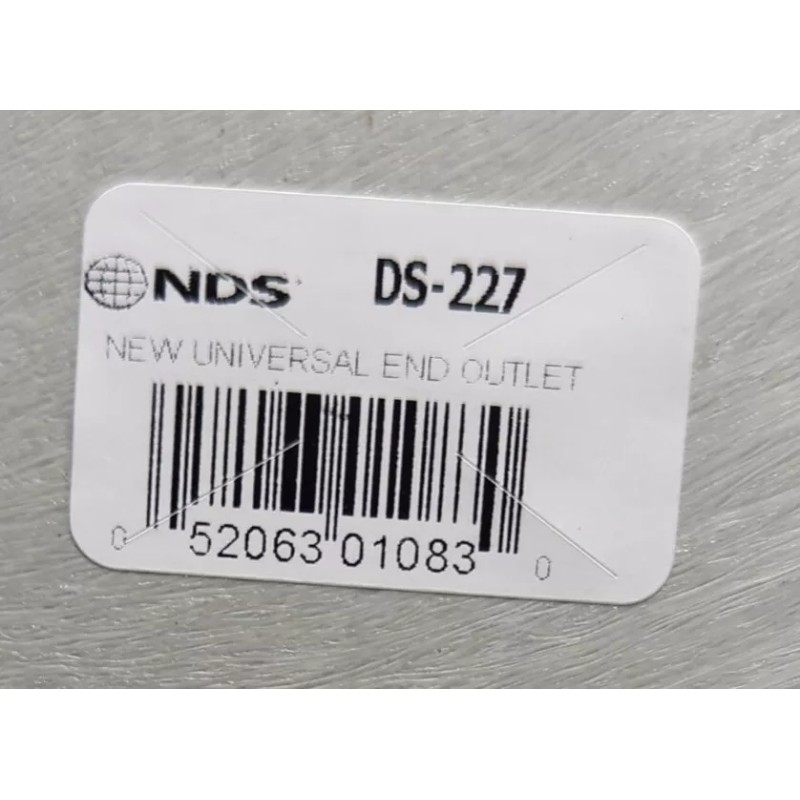 NDS DS-227
NEW UNIVERSAL END OUTLET
0 52063 01083 0